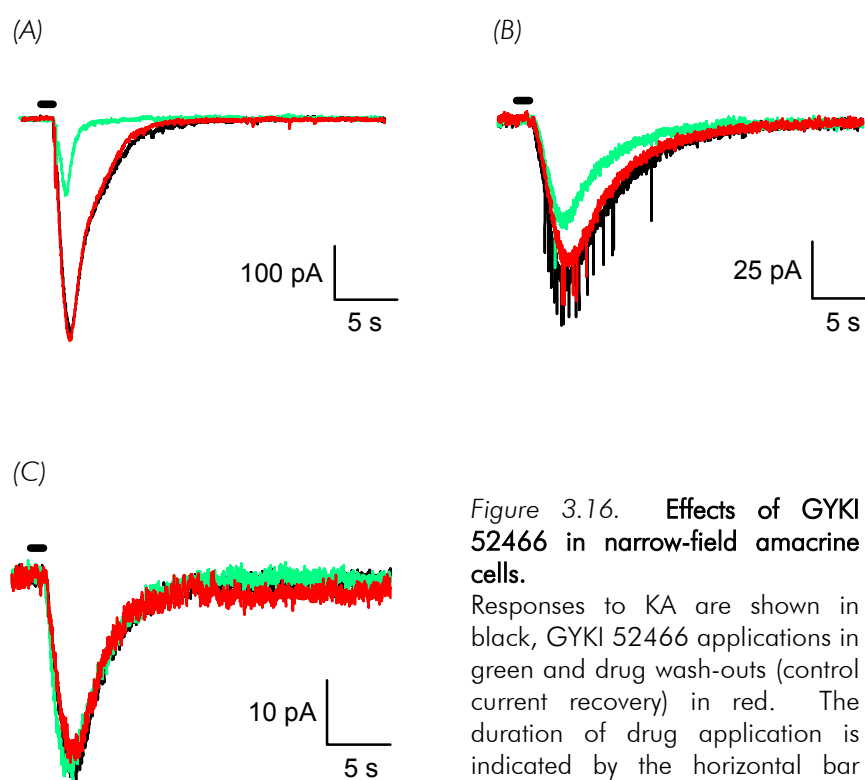 (A)
(B)
100 pA
5 s
25 pA
5 s
(C)
10 pA
5 s
Figure 3.16. Effects of GYKI
52466 in narrow-field amacrine
cells.
Responses to KA are shown in
black, GYKI 52466 applications in
green and drug wash-outs (control
current recovery) in red. The
duration of drug application is
indicated by the horizontal bar